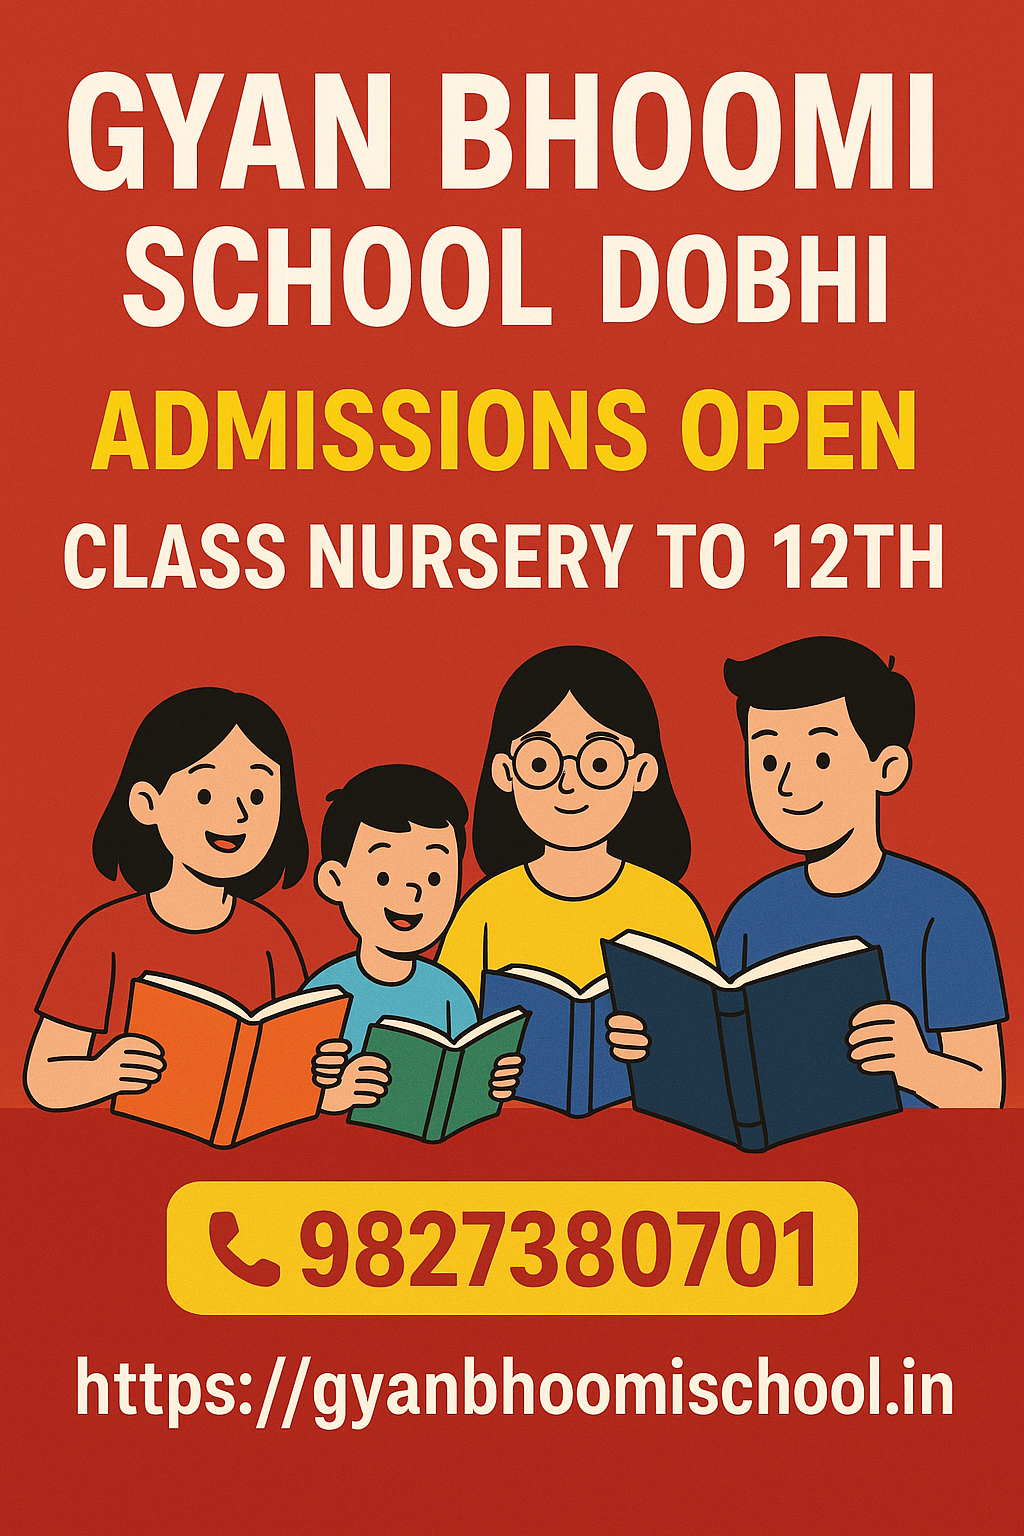 GYAN BHOOMI
SCHOOL DOBHI
ADMISSIONS OPEN
CLASS NURSERY TO 12TH
9827380701
https://gyanbhoomischool.in